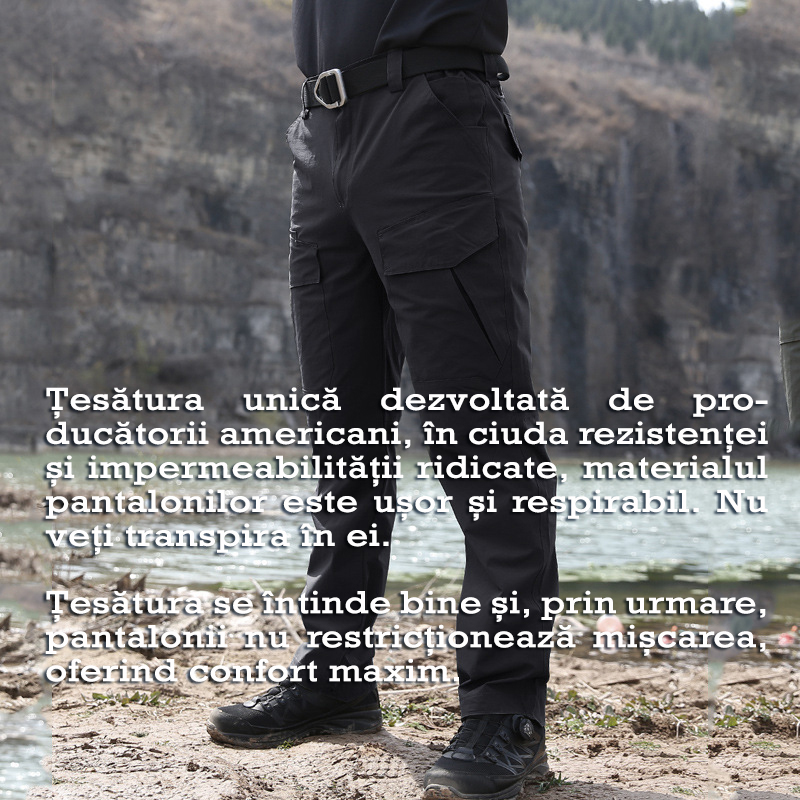 Țesătura unică dezvoltată de pro-
ducătorii americani, în ciuda rezistenței
și impermeabilității ridicate, materialul
pantalonilor este ușor și respirabil. Nu
veți transpira în ei.
Țesătura se întinde bine și, prin urmare,
pantalonii nu restricționează mișcarea,
oferind confort maxim.